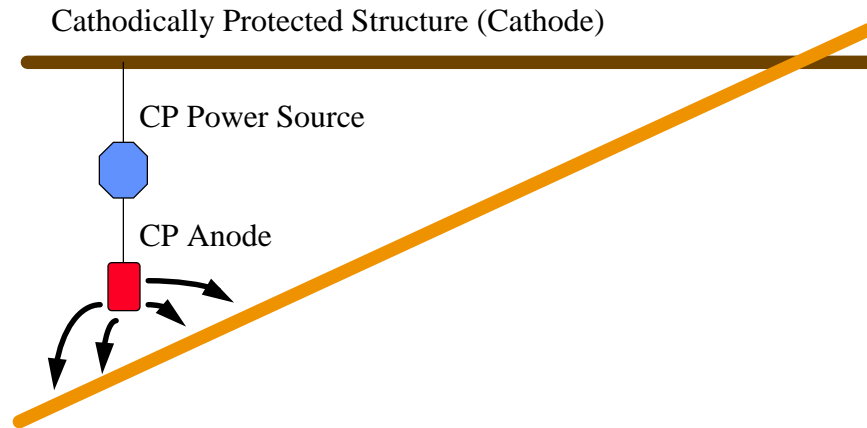 Cathodically Protected Structure (Cathode)
CP Power Source
CP Anode